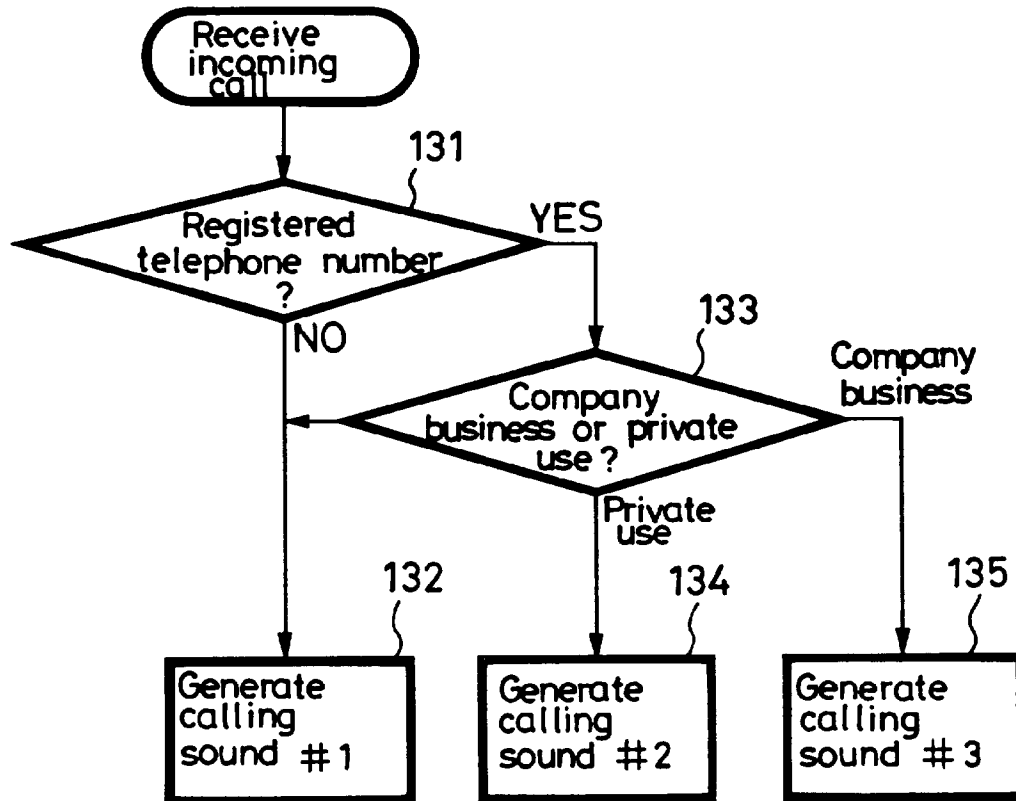 Receive
incoming
call
131
Registered
telephone number
?
YES
NO
133
Company
business or private
use?
Company
business
Private
use
132
134
135
Generate
calling
sound #1
Generate
calling
sound #2
Generate
calling
sound #3